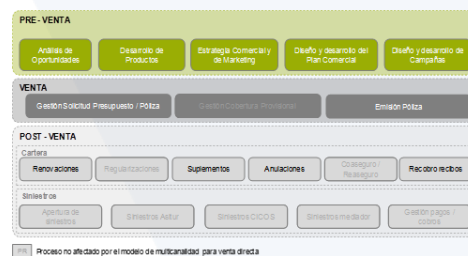 PRE - VENTA
Análisis de
Oportunidades
Desarrollo de
Productos
Estrategia Comercial y
de Marketing
Diseño y desarrollo del
Plan Comercial
Diseño y desarrollo de
Campañas
VENTA
Gestión Solicitud Presupuesto / Póliza
Gestión Cobertura Provisional
Emisión Póliza
POST - VENTA
Cartera
Renovaciones
Regularizaciones
Suplementos
Anulaciones
Coaseguro /
Reaseguro
Recobro recibos
Siniestros
Apertura de
siniestros
Siniestros Asitur
Siniestros CICOS
Siniestros mediador
Gestión pagos /
cobros
PR
Proceso no afectado por el modelo de multicanalidad para venta directa